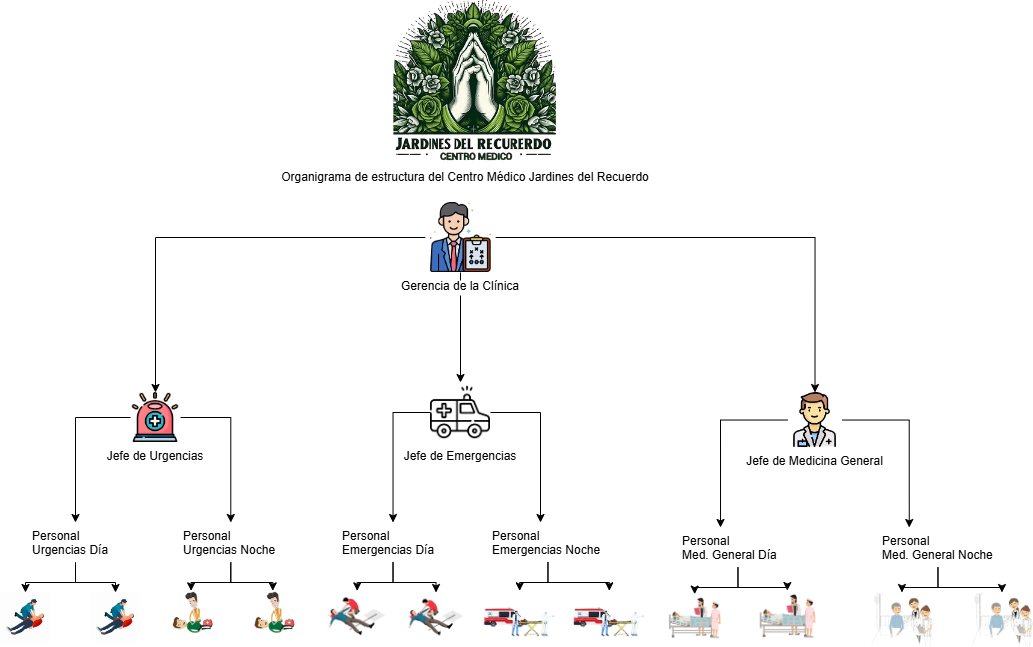 JARDINES DEL RECURERDO
CENTRO MEDICO
Organigrama de estructura del Centro Médico Jardines del Recuerdo
Gerencia de la Clínica
Jefe de Urgencias
Jefe de Emergencias
Jefe de Medicina General
Personal
Urgencias Día
Personal
Urgencias Noche
Personal
Emergencias Día
Personal
Emergencias Noche
Personal
Med. General Día
Personal
Med. General Noche